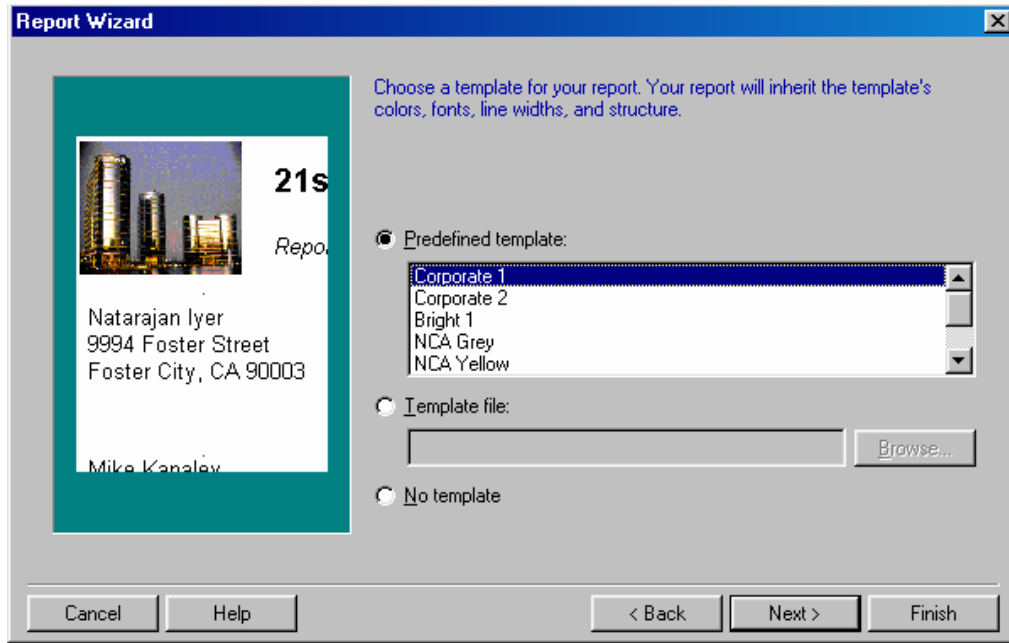 Report Wizard
Choose a template for your report. Your report will inherit the template's
colors, fonts, line widths, and structure.
21s
Repo
Natarajan Iyer
9994 Foster Street
Foster City, CA 90003
Mike Kanaley
Predefined template:
Corporate 1
Corporate 2
Bright 1
NCA Grey
NCA Yellow
Template file:
Browse...
No template
Cancel
Help
< Back
Next >
Finish